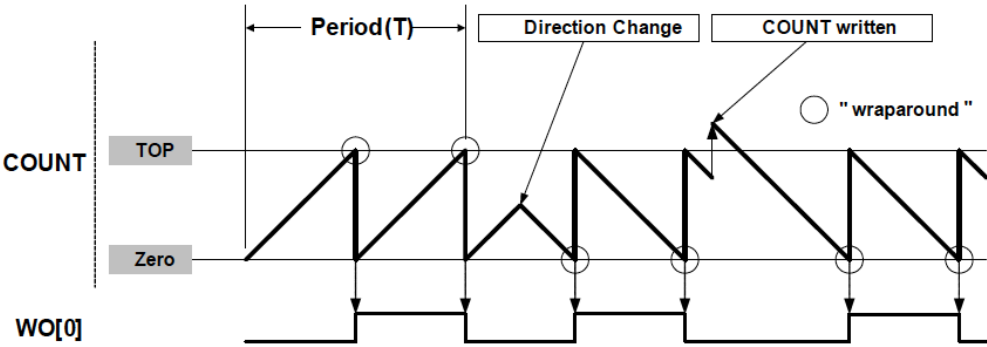 Period(T)
Direction Change
COUNT written
" wraparound "
COUNT
TOP
Zero
WO[0]